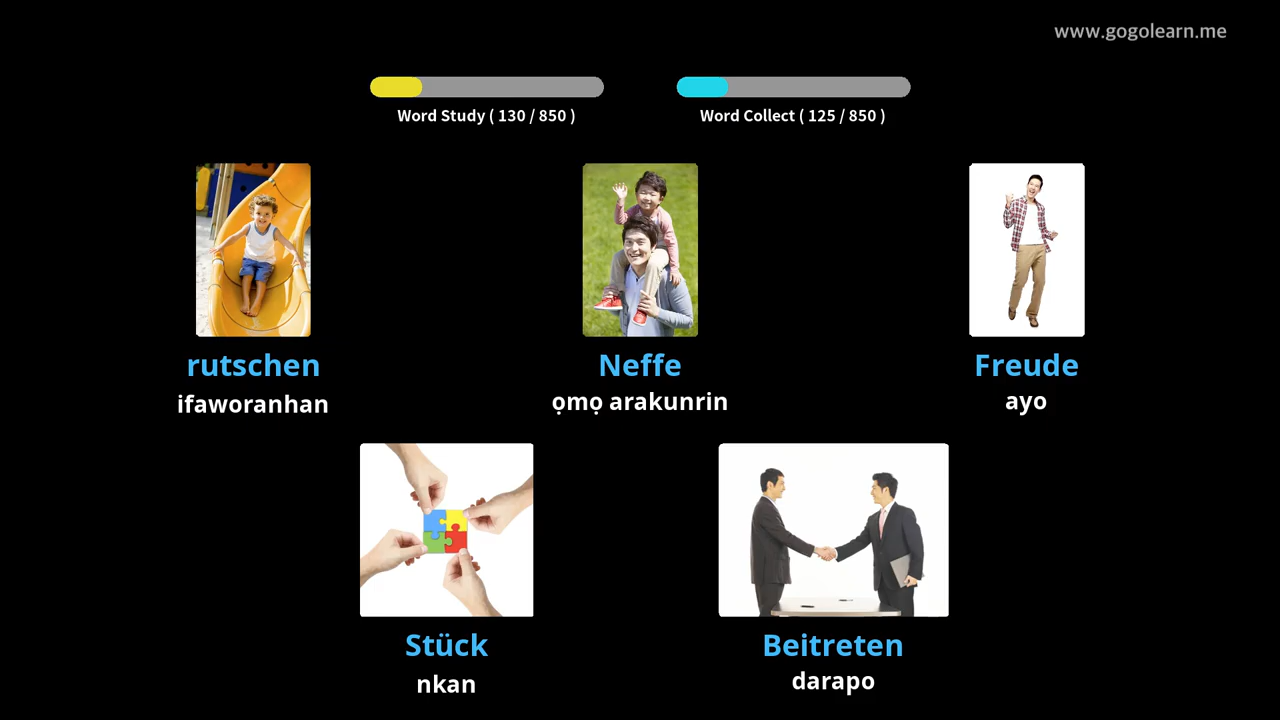 www.gogolearn.me
Word Study ( 130 / 850 )
Word Collect ( 125 / 850 )
rutschen
ifaworanhan
Neffe
ọmọ arakunrin
Freude
ayo
Stück
nkan
Beitreten
darapo